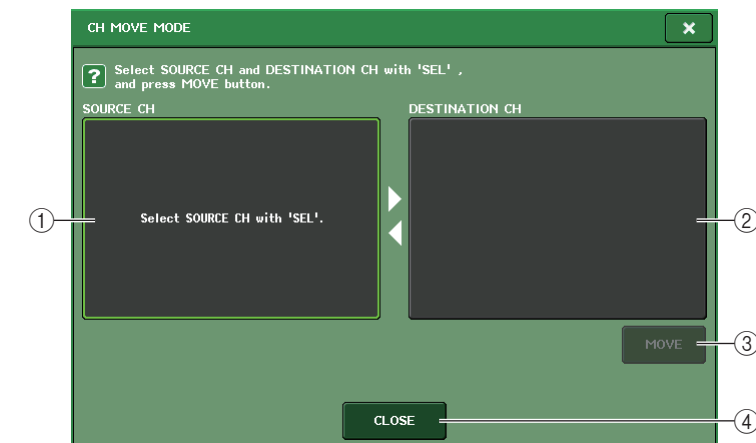 CH MOVE MODE
×
? Select SOURCE CH and DESTINATION CH with 'SEL' ,
and press MOVE button.
SOURCE CH
DESTINATION CH
① Select SOURCE CH with 'SEL'.
②
MOVE ③
CLOSE ④